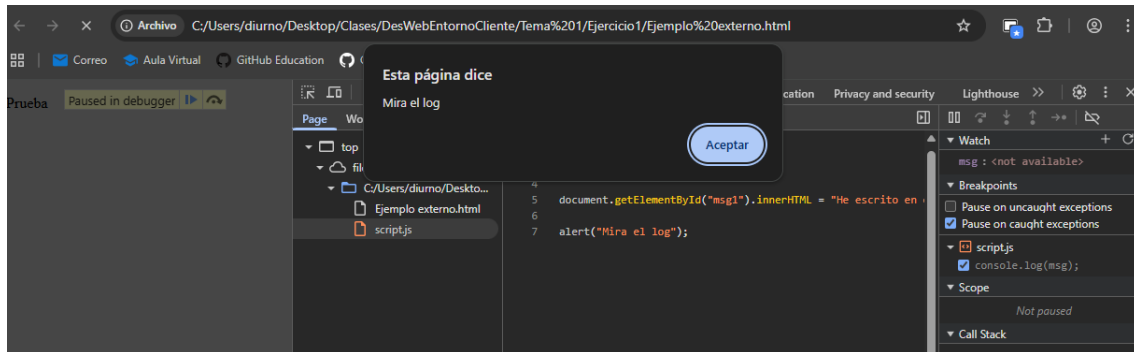 Archivo C:/Users/diurno/Desktop/Clases/DesWebEntornoCliente/Tema%201/Ejercicio1/Ejemplo%20externo.html
Correo Aula Virtual GitHub Education
Esta página dice
Mira el log
Aceptar
Prueba Paused in debugger
Privacy and security Lighthouse
Page
top
C:/Users/diurno/Deskto...
Ejemplo externo.html
script.js
4
5 document.getElementById("msg1").innerHTML = "He escrito en
6
7 alert("Mira el log");
Watch
msg : <not available>
Breakpoints
Pause on uncaught exceptions
Pause on caught exceptions
script.js
console.log(msg);
Scope
Not paused
Call Stack